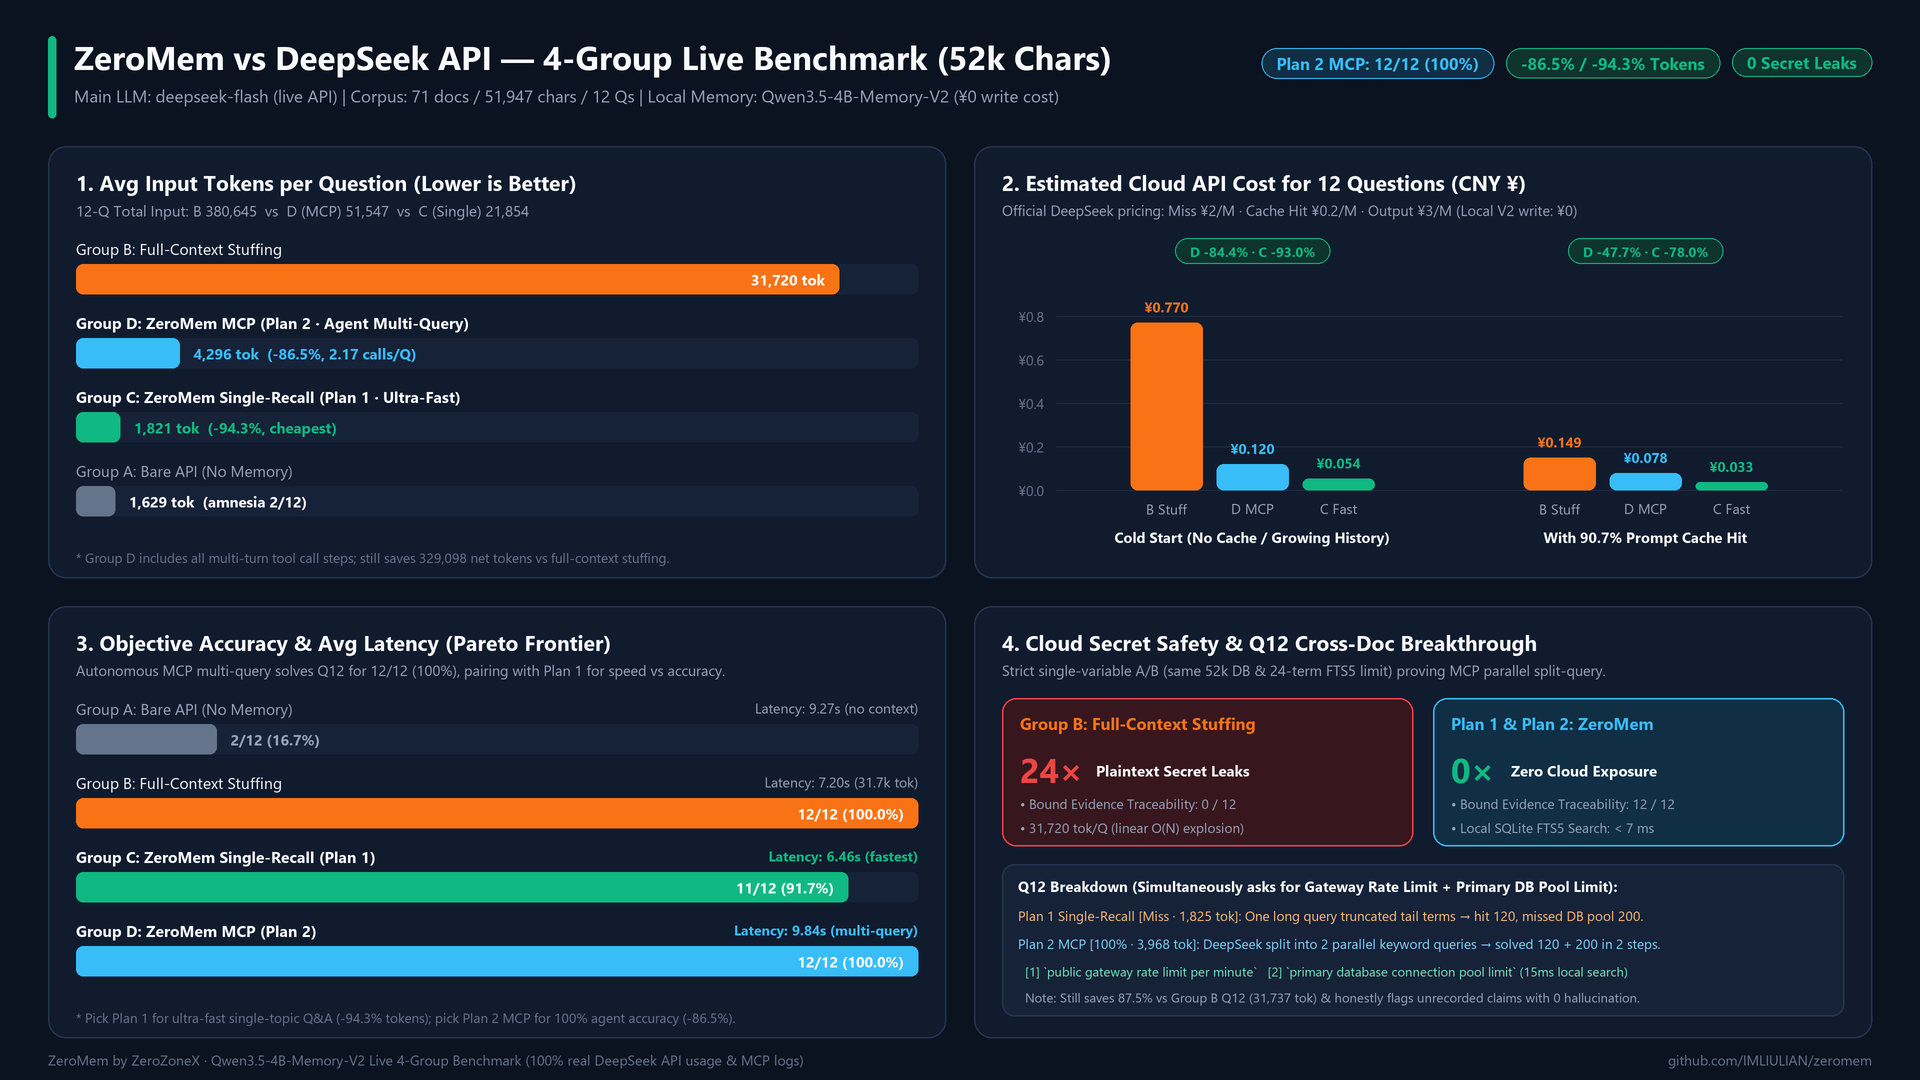 ZeroMem vs DeepSeek API — 4-Group Live Benchmark (52k Chars)
Main LLM: deepseek-flash (live API) | Corpus: 71 docs / 51,947 chars / 12 Qs | Local Memory: Qwen3.5-4B-Memory-V2 (¥0 write cost)
Plan 2 MCP: 12/12 (100%)
-86.5% / -94.3% Tokens
0 Secret Leaks
1. Avg Input Tokens per Question (Lower is Better)
12-Q Total Input: B 380,645 vs D (MCP) 51,547 vs C (Single) 21,854
Group B: Full-Context Stuffing
31,720 tok
Group D: ZeroMem MCP (Plan 2 · Agent Multi-Query)
4,296 tok (-86.5%, 2.17 calls/Q)
Group C: ZeroMem Single-Recall (Plan 1 · Ultra-Fast)
1,821 tok (-94.3%, cheapest)
Group A: Bare API (No Memory)
1,629 tok (amnesia 2/12)
* Group D includes all multi-turn tool call steps; still saves 329,098 net tokens vs full-context stuffing.
2. Estimated Cloud API Cost for 12 Questions (CNY ¥)
Official DeepSeek pricing: Miss ¥2/M · Cache Hit ¥0.2/M · Output ¥3/M (Local V2 write: ¥0)
D -84.4% · C -93.0%
D -47.7% · C -78.0%
¥0.8
¥0.6
¥0.4
¥0.2
¥0.0
¥0.770
¥0.120
¥0.054
¥0.149
¥0.078
¥0.033
B Stuff
D MCP
C Fast
B Stuff
D MCP
C Fast
Cold Start (No Cache / Growing History)
With 90.7% Prompt Cache Hit
3. Objective Accuracy & Avg Latency (Pareto Frontier)
Autonomous MCP multi-query solves Q12 for 12/12 (100%), pairing with Plan 1 for speed vs accuracy.
Group A: Bare API (No Memory)
Latency: 9.27s (no context)
2/12 (16.7%)
Group B: Full-Context Stuffing
Latency: 7.20s (31.7k tok)
12/12 (100.0%)
Group C: ZeroMem Single-Recall (Plan 1)
Latency: 6.46s (fastest)
11/12 (91.7%)
Group D: ZeroMem MCP (Plan 2)
Latency: 9.84s (multi-query)
12/12 (100.0%)
* Pick Plan 1 for ultra-fast single-topic Q&A (-94.3% tokens); pick Plan 2 MCP for 100% agent accuracy (-86.5%).
4. Cloud Secret Safety & Q12 Cross-Doc Breakthrough
Strict single-variable A/B (same 52k DB & 24-term FTS5 limit) proving MCP parallel split-query.
Group B: Full-Context Stuffing
24× Plaintext Secret Leaks
• Bound Evidence Traceability: 0 / 12
• 31,720 tok/Q (linear O(N) explosion)
Plan 1 & Plan 2: ZeroMem
0× Zero Cloud Exposure
• Bound Evidence Traceability: 12 / 12
• Local SQLite FTS5 Search: < 7 ms
Q12 Breakdown (Simultaneously asks for Gateway Rate Limit + Primary DB Pool Limit):
Plan 1 Single-Recall [Miss · 1,825 tok]: One long query truncated tail terms → hit 120, missed DB pool 200.
Plan 2 MCP [100% · 3,968 tok]: DeepSeek split into 2 parallel keyword queries → solved 120 + 200 in 2 steps.
[1] `public gateway rate limit per minute` [2] `primary database connection pool limit` (15ms local search)
Note: Still saves 87.5% vs Group B Q12 (31,737 tok) & honestly flags unrecorded claims with 0 hallucination.
ZeroMem by ZeroZoneX · Qwen3.5-4B-Memory-V2 Live 4-Group Benchmark (100% real DeepSeek API usage & MCP logs)
github.com/IMLIULIAN/zeromem